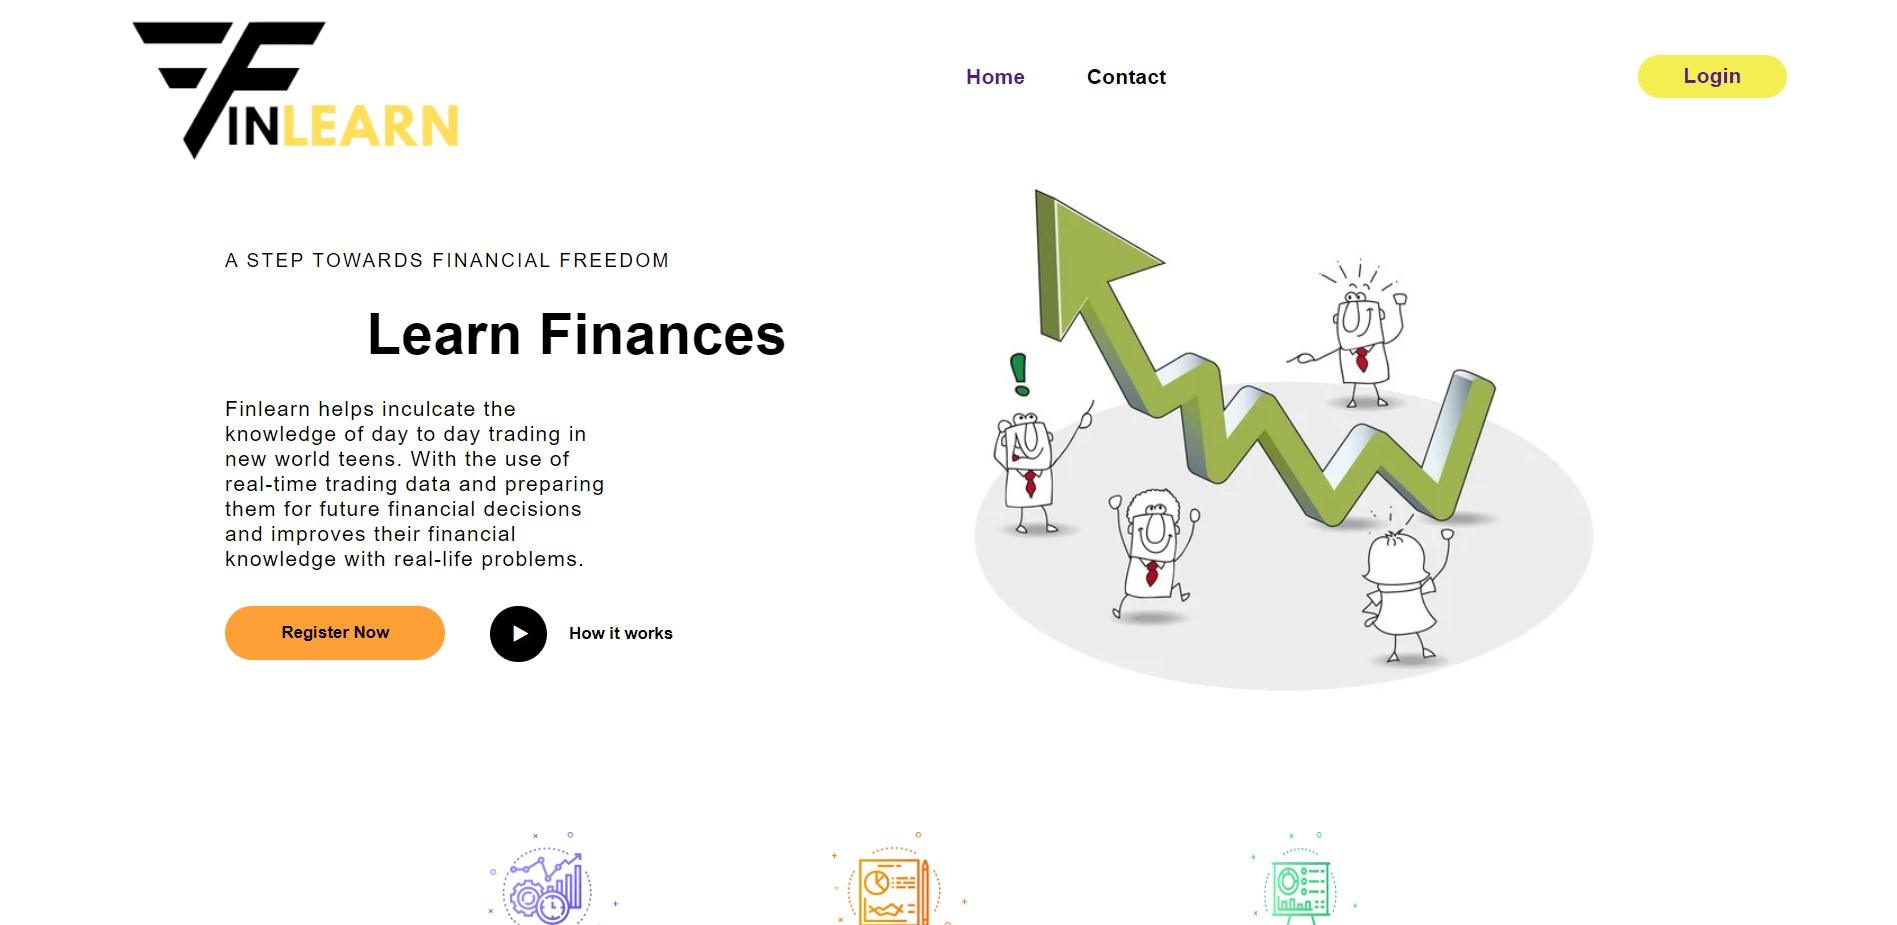 FINLEARN
Home
Contact
Login
A STEP TOWARDS FINANCIAL FREEDOM
Learn Finances
Finlearn helps inculcate the
knowledge of day to day trading in
new world teens. With the use of
real-time trading data and preparing
them for future financial decisions
and improves their financial
knowledge with real-life problems.
Register Now
How it works